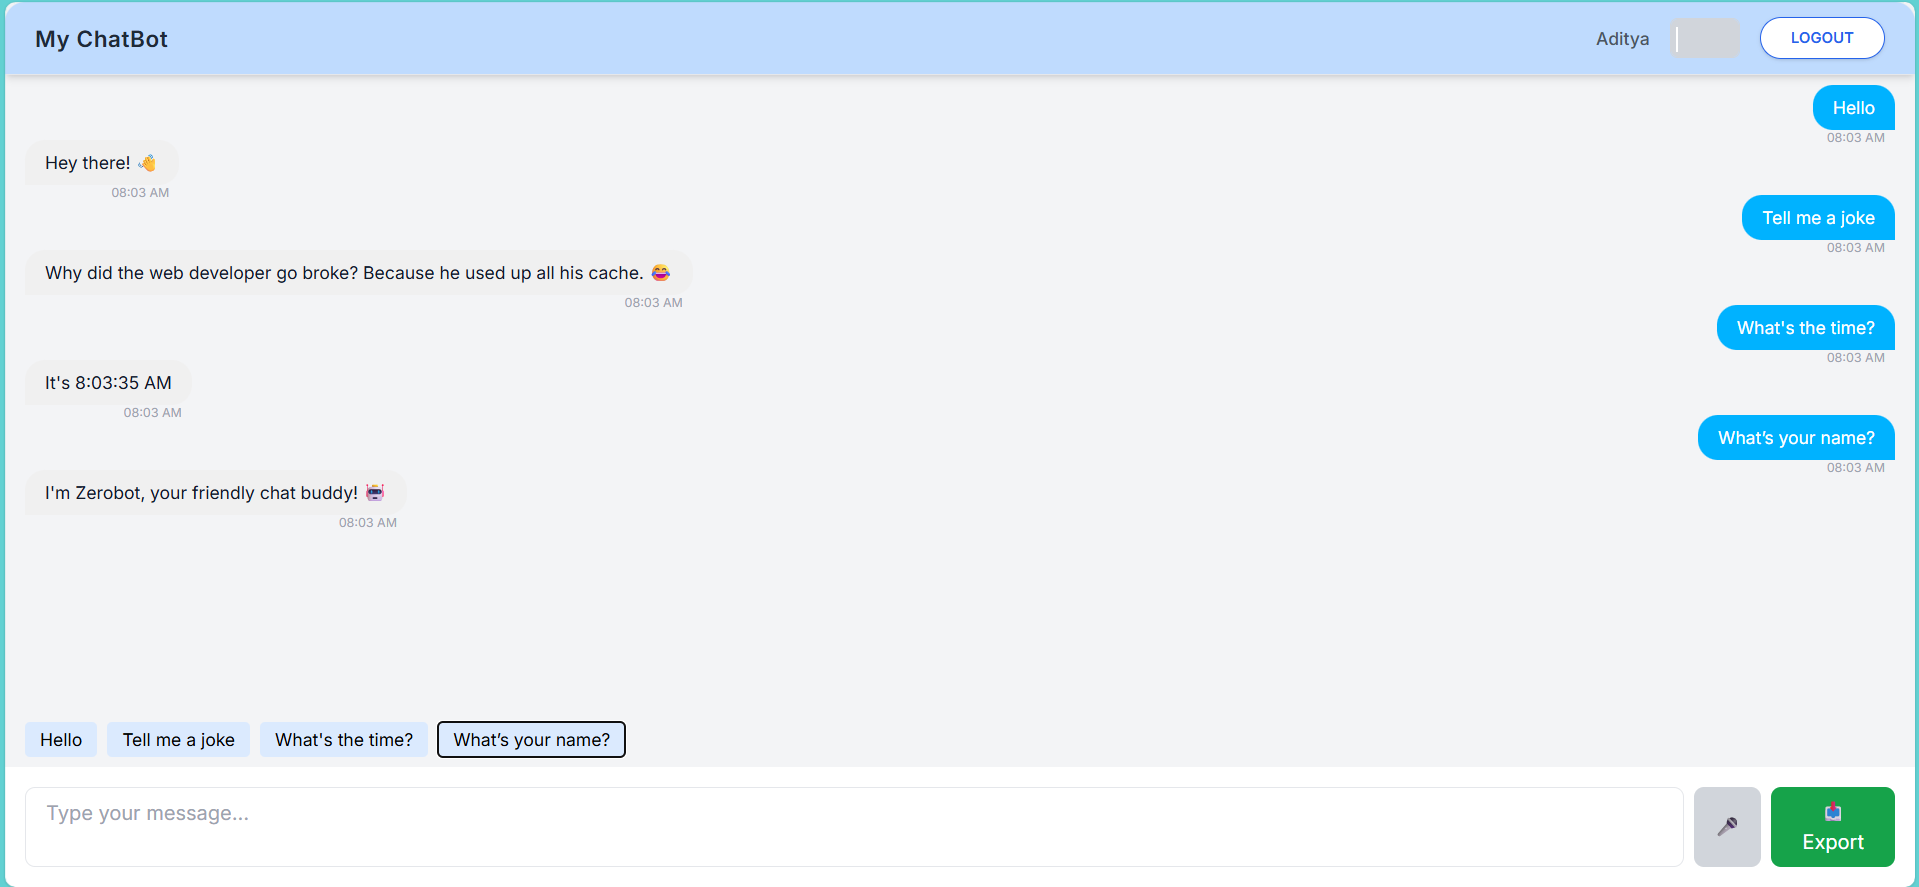 My ChatBot
Aditya
LOGOUT
Hello
08:03 AM
Hey there! 👋
08:03 AM
Tell me a joke
08:03 AM
Why did the web developer go broke? Because he used up all his cache. 😂
08:03 AM
What's the time?
08:03 AM
It's 8:03:35 AM
08:03 AM
What’s your name?
08:03 AM
I'm Zerobot, your friendly chat buddy! 🤖
08:03 AM
Hello
Tell me a joke
What's the time?
What’s your name?
Type your message...
Export